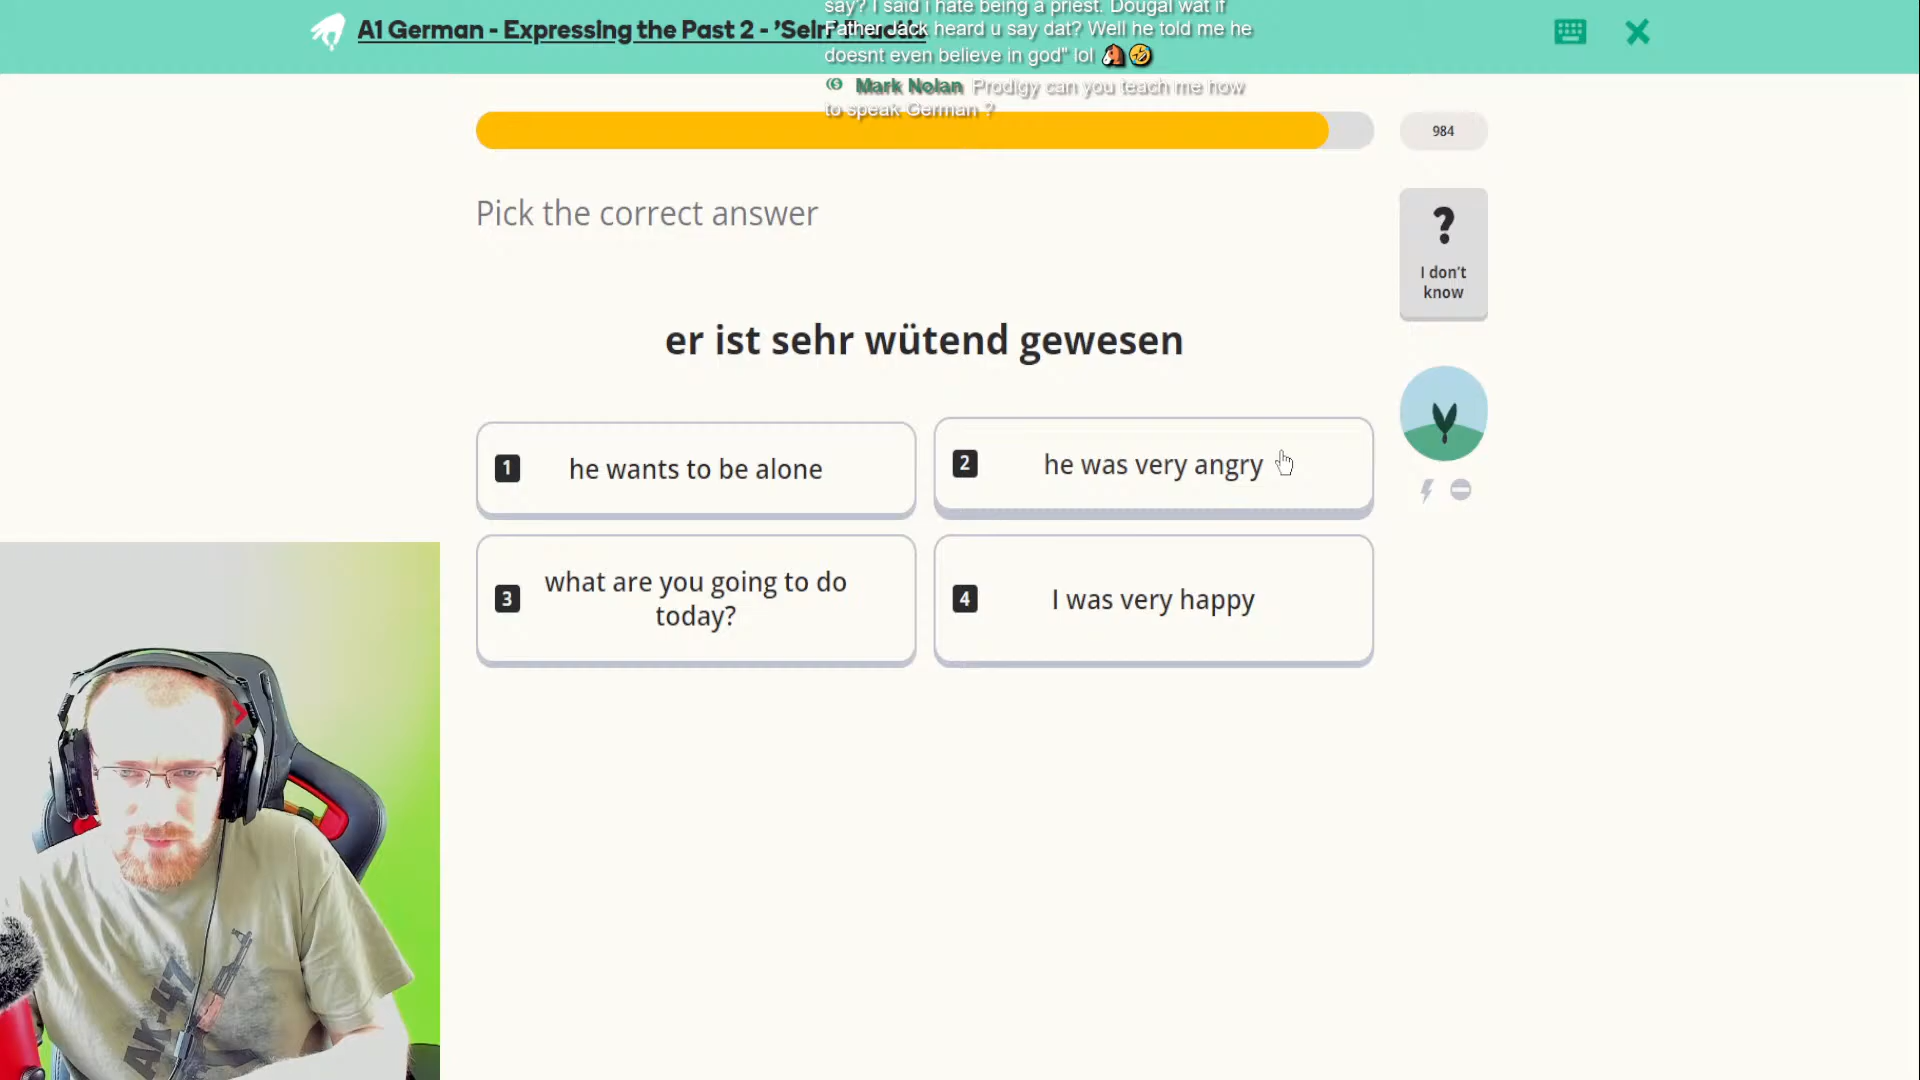 say? I said i hate being a priest. Dougal wat if
A1 German - Expressing the Past 2 - 'Sein'
Father Jack heard u say dat? Well he told me he
doesnt even believe in god" lol
Mark Nolan Prodigy can you teach me how
to speak German ?
984
Pick the correct answer
?
I don't
know
er ist sehr wütend gewesen
1 he wants to be alone
2 he was very angry
3 what are you going to do
today?
4 I was very happy
AK-47